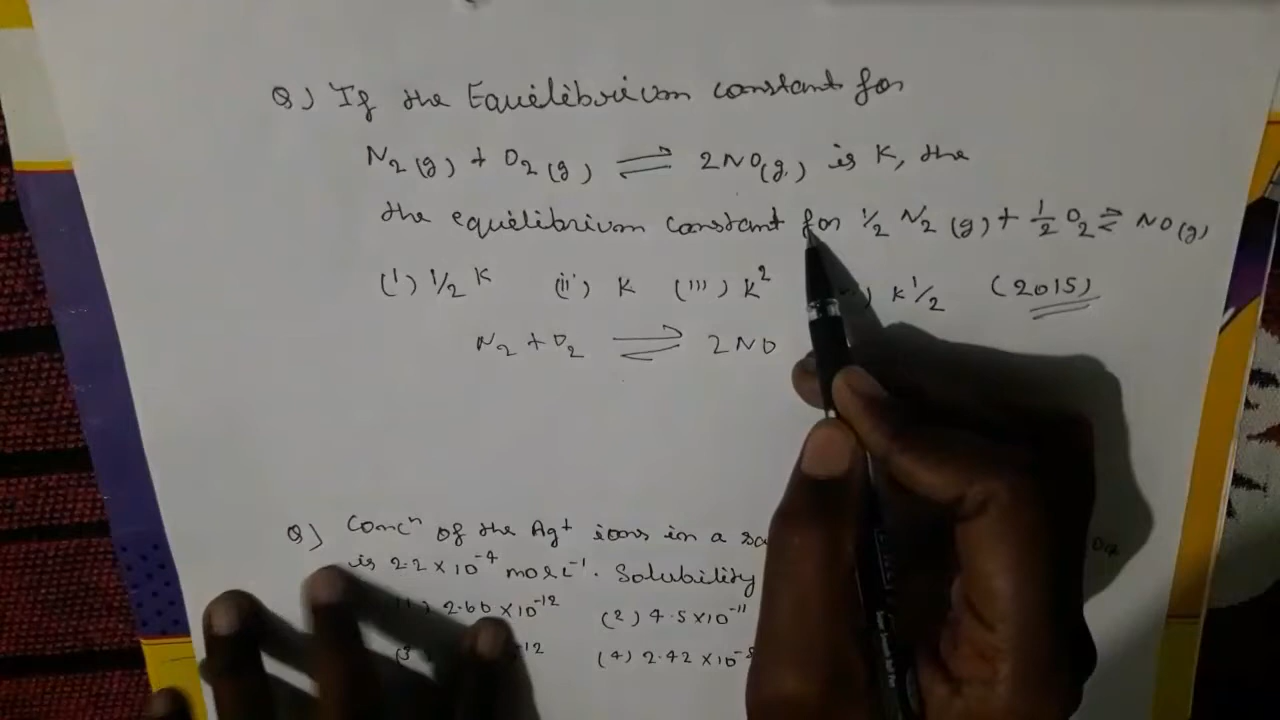 Q) If the Equilibrium constant for
N₂(g) + O₂(g) ⇌ 2NO(g) is K, the
the equilibrium constant for 1/2 N₂(g) + 1/2 O₂ ⇌ NO(g)
(i) 1/2 K (ii) K (iii) K² ) K^1/2 (2015)
N₂ + O₂ ⇌ 2NO
Q) Concⁿ of the Ag⁺ ions in a
is 2.2 × 10⁻⁴ mol L⁻¹. Solubility
) 2.66 × 10⁻¹² (2) 4.5 × 10⁻¹¹
(3 (4) 2.42 × 10